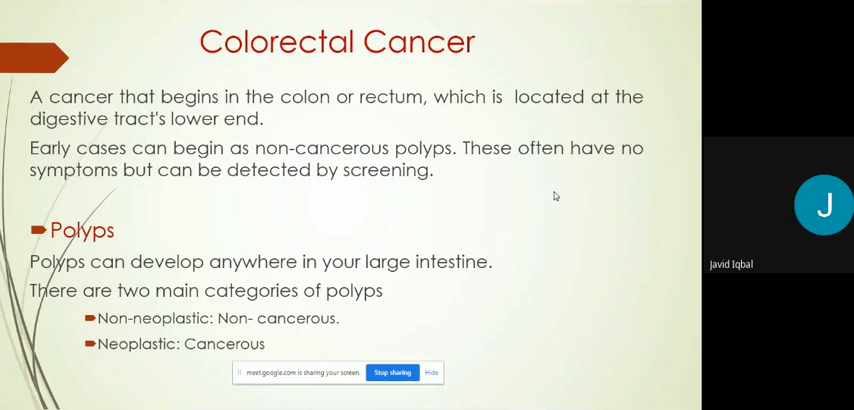 Colorectal Cancer
A cancer that begins in the colon or rectum, which is located at the
digestive tract's lower end.
Early cases can begin as non-cancerous polyps. These often have no
symptoms but can be detected by screening.
Polyps
Polyps can develop anywhere in your large intestine.
There are two main categories of polyps
Non-neoplastic: Non- cancerous.
Neoplastic: Cancerous
meet.google.com is sharing your screen. Stop sharing Hide
J
Javid Iqbal